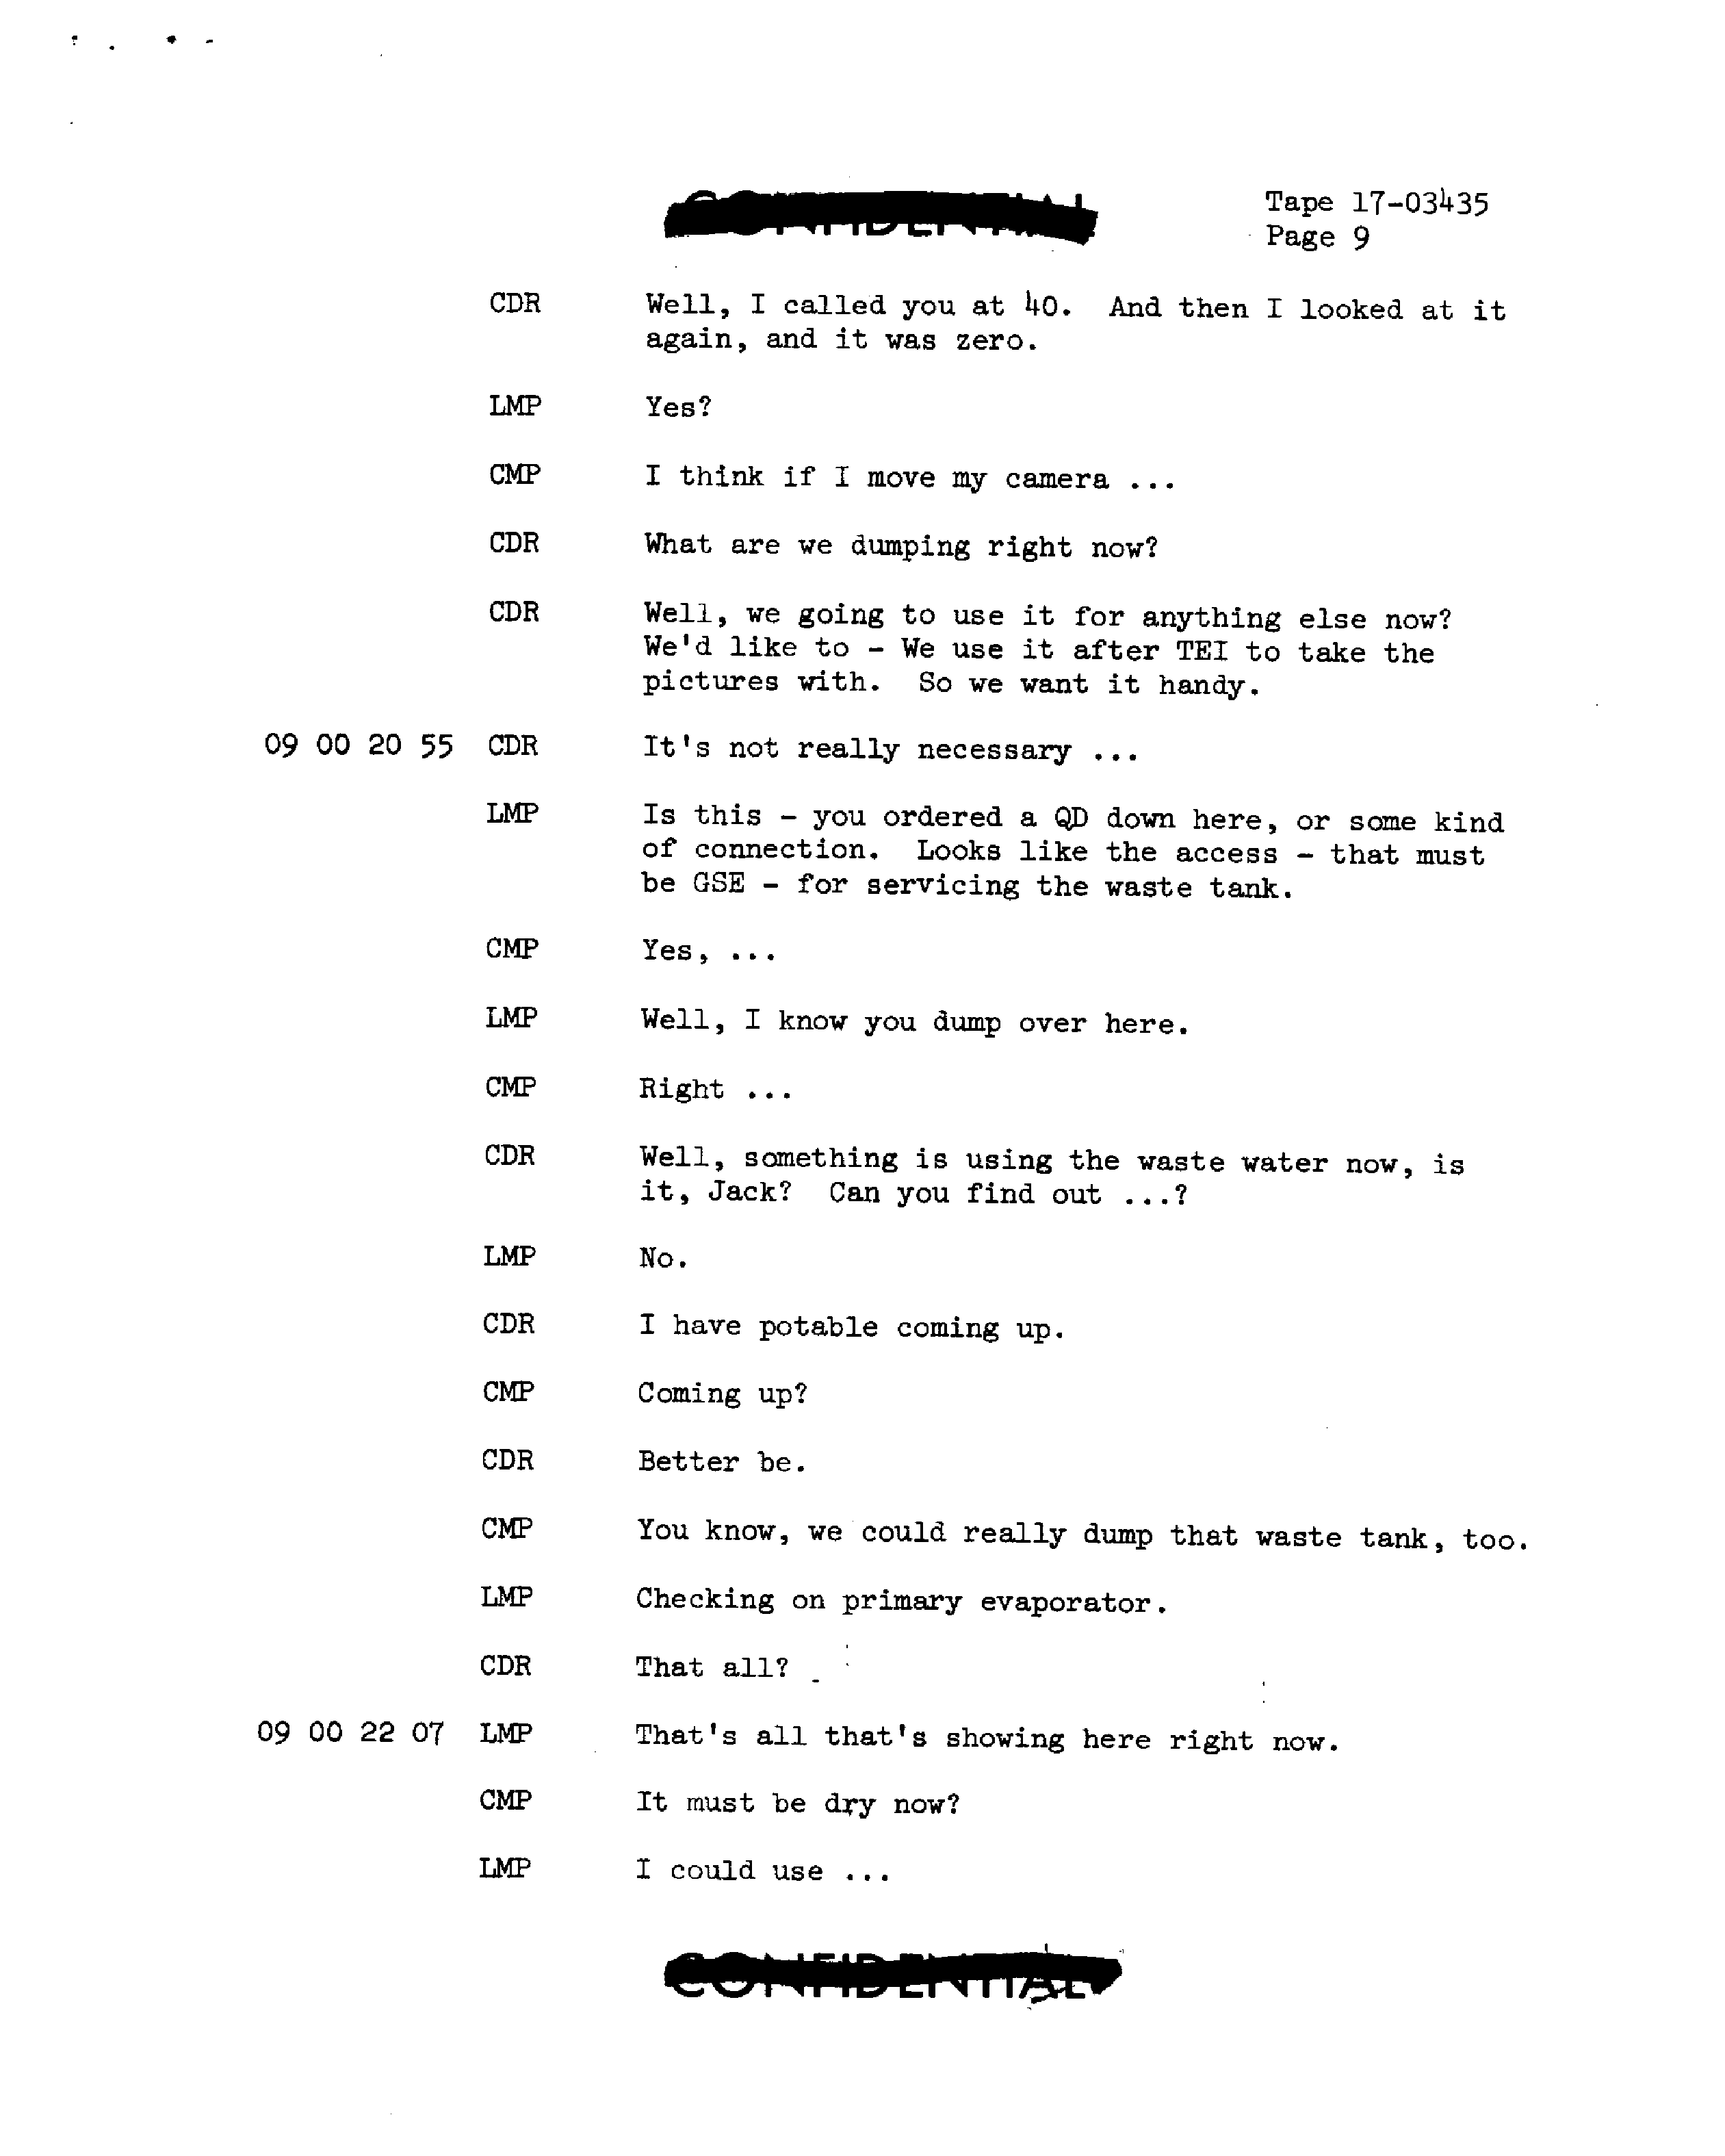 CONFIDENTIAL
Tape 17-03435
Page 9
CDR Well, I called you at 40. And then I looked at it
again, and it was zero.
LMP Yes?
CMP I think if I move my camera ...
CDR What are we dumping right now?
CDR Well, we going to use it for anything else now?
We'd like to - We use it after TEI to take the
pictures with. So we want it handy.
09 00 20 55 CDR It's not really necessary ...
LMP Is this - you ordered a QD down here, or some kind
of connection. Looks like the access - that must
be GSE - for servicing the waste tank.
CMP Yes, ...
LMP Well, I know you dump over here.
CMP Right ...
CDR Well, something is using the waste water now, is
it, Jack? Can you find out ...?
LMP No.
CDR I have potable coming up.
CMP Coming up?
CDR Better be.
CMP You know, we could really dump that waste tank, too.
LMP Checking on primary evaporator.
CDR That all?
09 00 22 07 LMP That's all that's showing here right now.
CMP It must be dry now?
LMP I could use ...
CONFIDENTIAL